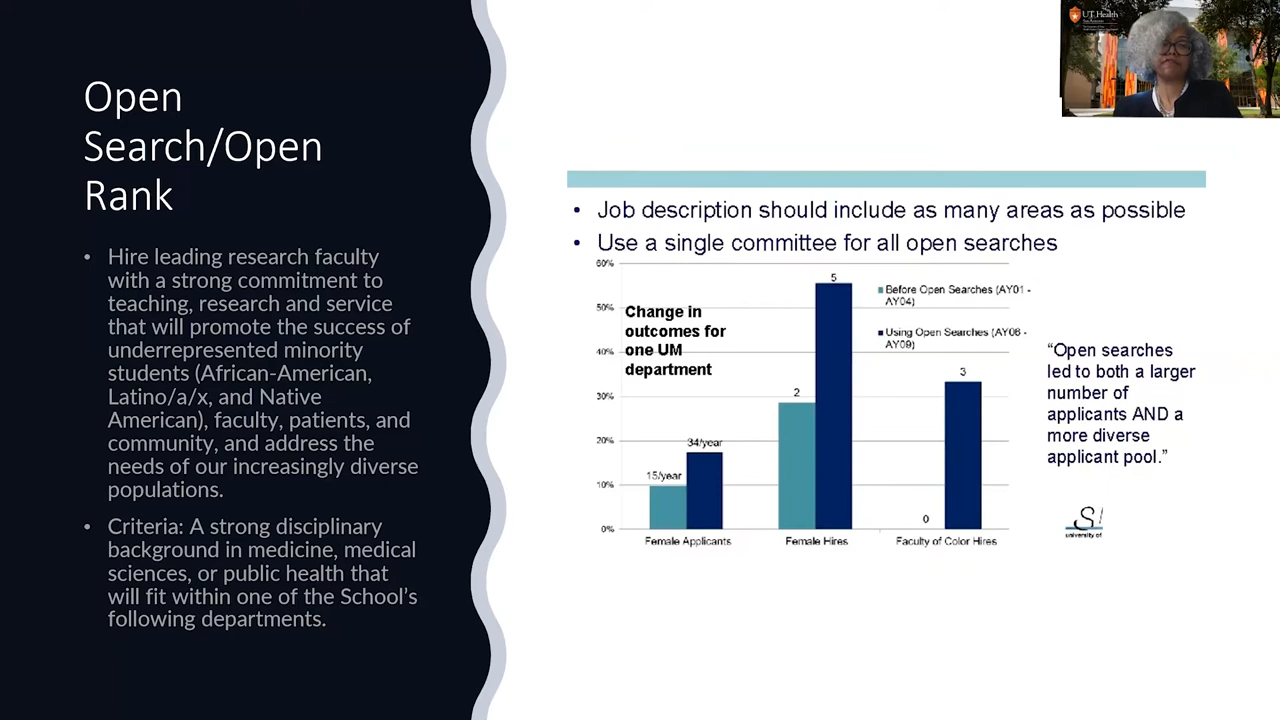 Open
Search/Open
Rank
• Hire leading research faculty
with a strong commitment to
teaching, research and service
that will promote the success of
underrepresented minority
students (African-American,
Latino/a/x, and Native
American), faculty, patients, and
community, and address the
needs of our increasingly diverse
populations.
• Criteria: A strong disciplinary
background in medicine, medical
sciences, or public health that
will fit within one of the School's
following departments.
UT Health
• Job description should include as many areas as possible
• Use a single committee for all open searches
60%
50%
40%
30%
20%
10%
0%
Change in
outcomes for
one UM
department
Before Open Searches (AY01 -
AY04)
Using Open Searches (AY06 -
AY09)
15/year
34/year
2
5
0
3
Female Applicants
Female Hires
Faculty of Color Hires
“Open searches
led to both a larger
number of
applicants AND a
more diverse
applicant pool.”
S
university of